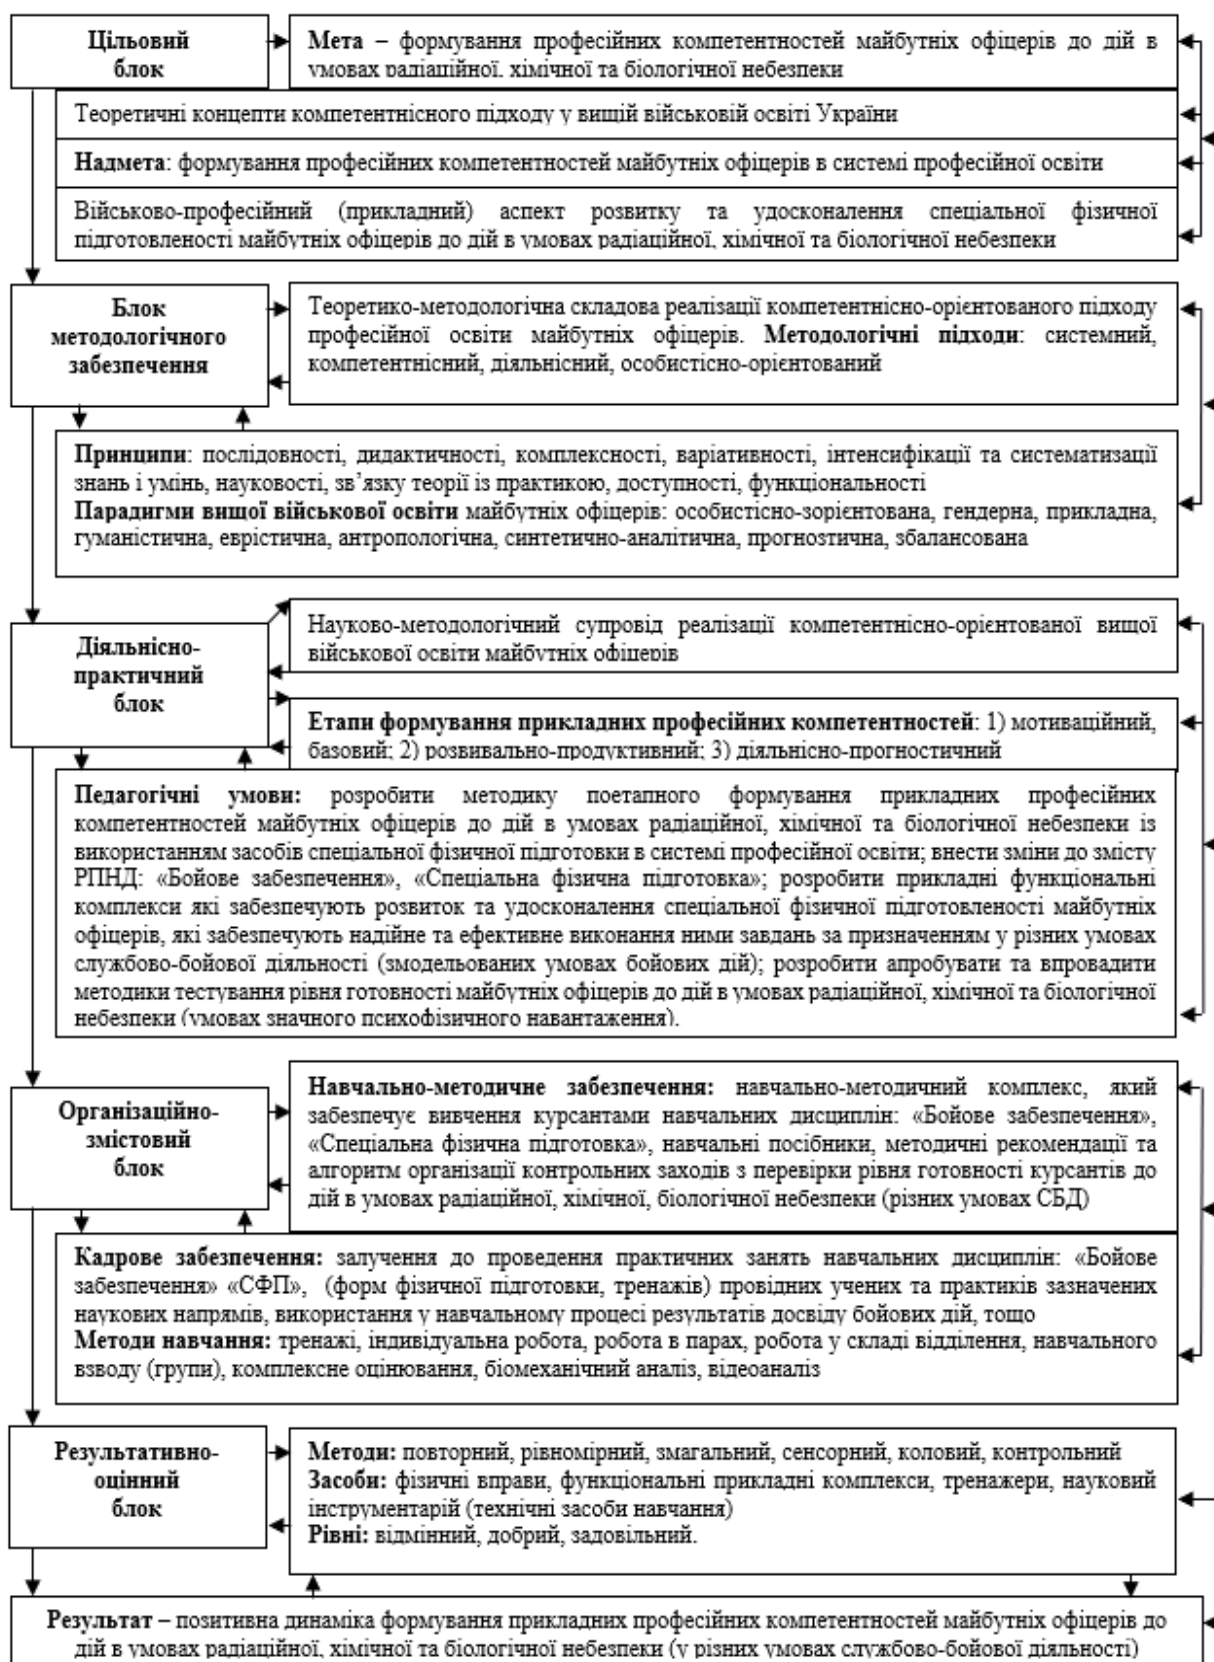 Цільовий
блок
Мета – формування професійних компетентностей майбутніх офіцерів до дій в
умовах радіаційної, хімічної та біологічної небезпеки
Теоретичні концепти компетентнісного підходу у вищій військовій освіті України
Надмета: формування професійних компетентностей майбутніх офіцерів в системі професійної освіти
Військово-професійний (прикладний) аспект розвитку та удосконалення спеціальної фізичної
підготовленості майбутніх офіцерів до дій в умовах радіаційної, хімічної та біологічної небезпеки
Блок
методологічного
забезпечення
Теоретико-методологічна складова реалізації компетентнісно-орієнтованого підходу
професійної освіти майбутніх офіцерів. Методологічні підходи: системний,
компетентнісний, діяльнісний, особистісно-орієнтований
Принципи: послідовності, дидактичності, комплексності, варіативності, інтенсифікації та систематизації
знань і умінь, науковості, зв’язку теорії із практикою, доступності, функціональності
Парадигми вищої військової освіти майбутніх офіцерів: особистісно-зорієнтована, гендерна, прикладна,
гуманістична, еврістична, антропологічна, синтетично-аналітична, прогностична, збалансована
Діяльнісно-
практичний
блок
Науково-методологічний супровід реалізації компетентнісно-орієнтованої вищої
військової освіти майбутніх офіцерів
Етапи формування прикладних професійних компетентностей: 1) мотиваційний,
базовий; 2) розвивально-продуктивний; 3) діяльнісно-прогностичний
Педагогічні умови: розробити методику поетапного формування прикладних професійних
компетентностей майбутніх офіцерів до дій в умовах радіаційної, хімічної та біологічної небезпеки із
використанням засобів спеціальної фізичної підготовки в системі професійної освіти; внести зміни до змісту
РПНД: «Бойове забезпечення», «Спеціальна фізична підготовка»; розробити прикладні функціональні
комплекси які забезпечують розвиток та удосконалення спеціальної фізичної підготовленості майбутніх
офіцерів, які забезпечують надійне та ефективне виконання ними завдань за призначенням у різних умовах
службово-бойової діяльності (змодельованих умовах бойових дій); розробити апробувати та впровадити
методики тестування рівня готовності майбутніх офіцерів до дій в умовах радіаційної, хімічної та біологічної
небезпеки (умовах значного психофізичного навантаження).
Організаційно-
змістовий
блок
Навчально-методичне забезпечення: навчально-методичний комплекс, який
забезпечує вивчення курсантами навчальних дисциплін: «Бойове забезпечення»,
«Спеціальна фізична підготовка», навчальні посібники, методичні рекомендації та
алгоритм організації контрольних заходів з перевірки рівня готовності курсантів до
дій в умовах радіаційної, хімічної, біологічної небезпеки (різних умовах СБД)
Кадрове забезпечення: залучення до проведення практичних занять навчальних дисциплін: «Бойове
забезпечення» «СФП», (форм фізичної підготовки, тренажів) провідних учених та практиків зазначених
наукових напрямів, використання у навчальному процесі результатів досвіду бойових дій, тощо
Методи навчання: тренажі, індивідуальна робота, робота в парах, робота у складі відділення, навчального
взводу (групи), комплексне оцінювання, біомеханічний аналіз, відеоаналіз
Результативно-
оцінний
блок
Методи: повторний, рівномірний, змагальний, сенсорний, коловий, контрольний
Засоби: фізичні вправи, функціональні прикладні комплекси, тренажери, науковий
інструментарій (технічні засоби навчання)
Рівні: відмінний, добрий, задовільний.
Результат – позитивна динаміка формування прикладних професійних компетентностей майбутніх офіцерів до
дій в умовах радіаційної, хімічної та біологічної небезпеки (у різних умовах службово-бойової діяльності)